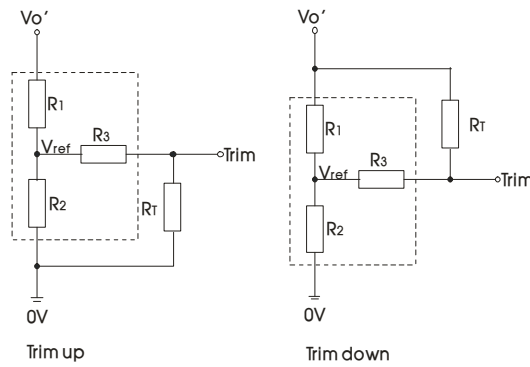 Vo'
R1
Vref
R3
Trim
R2
RT
0V
Trim up
Vo'
R1
RT
Vref
R3
Trim
R2
0V
Trim down